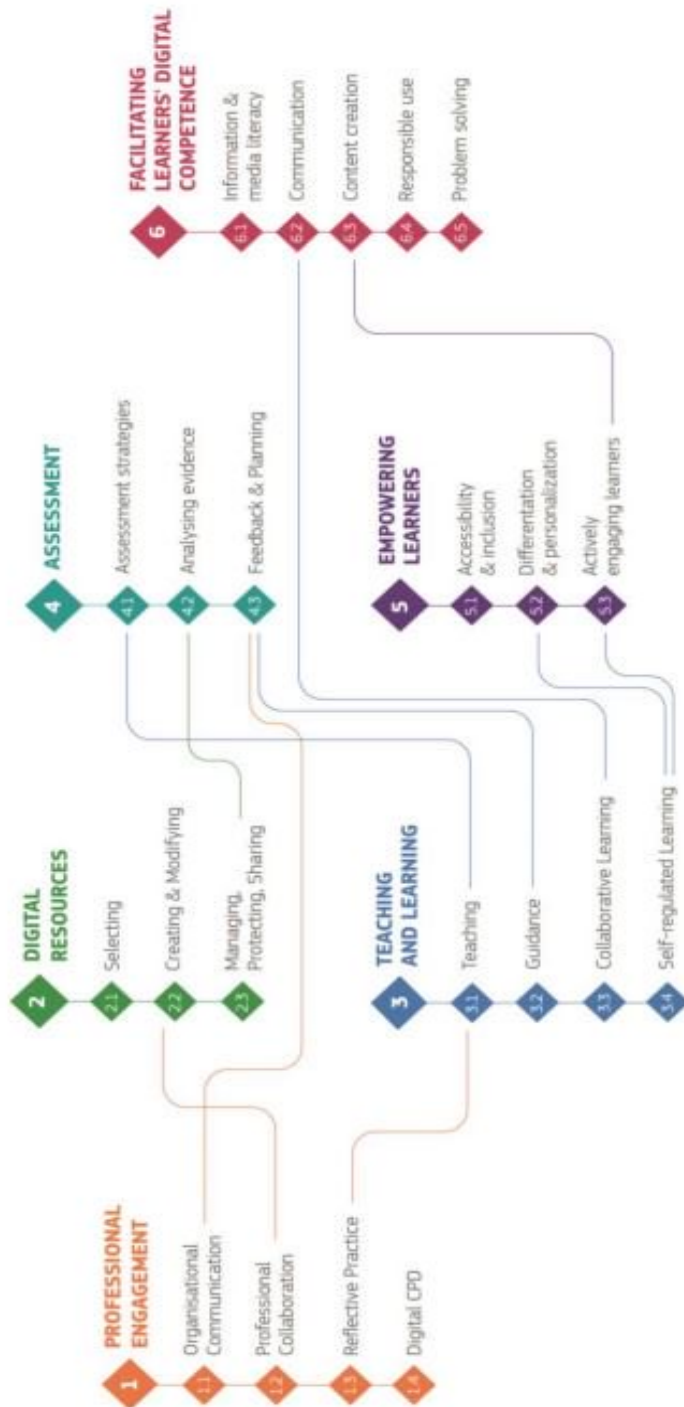 1
PROFESSIONAL
ENGAGEMENT
1.1
Organisational
Communication
1.2
Professional
Collaboration
1.3
Reflective Practice
1.4
Digital CPD
2
DIGITAL
RESOURCES
2.1
Selecting
2.2
Creating & Modifying
2.3
Managing,
Protecting, Sharing
3
TEACHING
AND LEARNING
3.1
Teaching
3.2
Guidance
3.3
Collaborative Learning
3.4
Self-regulated Learning
4
ASSESSMENT
4.1
Assessment strategies
4.2
Analysing evidence
4.3
Feedback & Planning
5
EMPOWERING
LEARNERS
5.1
Accessibility
& inclusion
5.2
Differentation
& personalization
5.3
Actively
engaging learners
6
FACILITATING
LEARNERS' DIGITAL
COMPETENCE
6.1
Information &
media literacy
6.2
Communication
6.3
Content creation
6.4
Responsible use
6.5
Problem solving